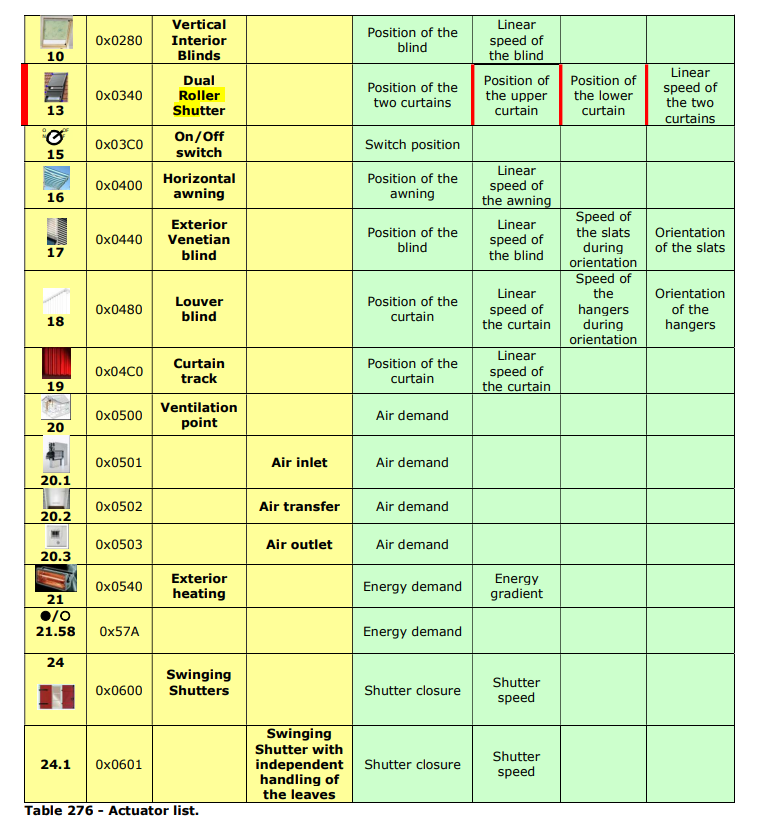 10 0x0280 Vertical Interior Blinds Position of the blind Linear speed of the blind
13 0x0340 Dual Roller Shutter Position of the two curtains Position of the upper curtain Position of the lower curtain Linear speed of the two curtains
15 0x03C0 On/Off switch Switch position
16 0x0400 Horizontal awning Position of the awning Linear speed of the awning
17 0x0440 Exterior Venetian blind Position of the blind Linear speed of the blind Speed of the slats during orientation Orientation of the slats
18 0x0480 Louver blind Position of the curtain Linear speed of the curtain Speed of the hangers during orientation Orientation of the hangers
19 0x04C0 Curtain track Position of the curtain Linear speed of the curtain
20 0x0500 Ventilation point Air demand
20.1 0x0501 Air inlet Air demand
20.2 0x0502 Air transfer Air demand
20.3 0x0503 Air outlet Air demand
21 0x0540 Exterior heating Energy demand Energy gradient
21.58 0x57A Energy demand
24 0x0600 Swinging Shutters Shutter closure Shutter speed
24.1 0x0601 Swinging Shutter with independent handling of the leaves Shutter closure Shutter speed
Table 276 - Actuator list.